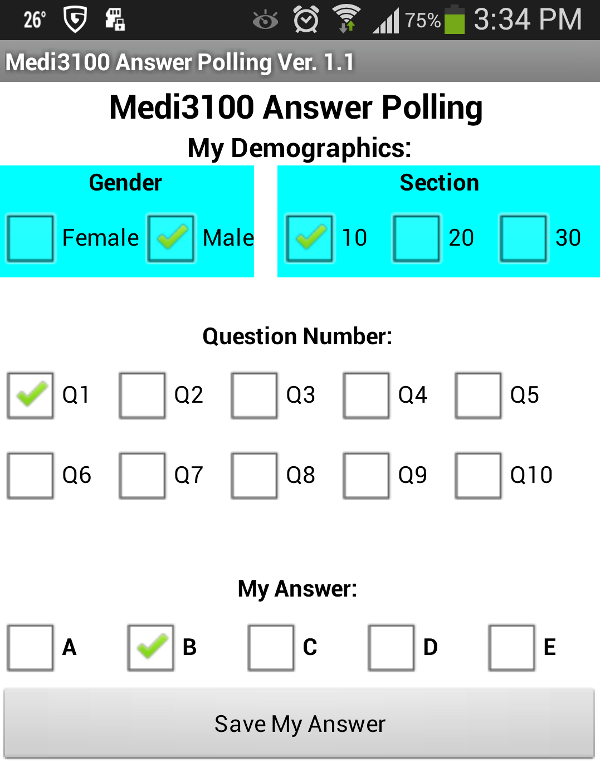 26° 75% 3:34 PM
Medi3100 Answer Polling Ver. 1.1
Medi3100 Answer Polling
My Demographics:
Gender Section
Female Male 10 20 30
Question Number:
Q1 Q2 Q3 Q4 Q5
Q6 Q7 Q8 Q9 Q10
My Answer:
A B C D E
Save My Answer